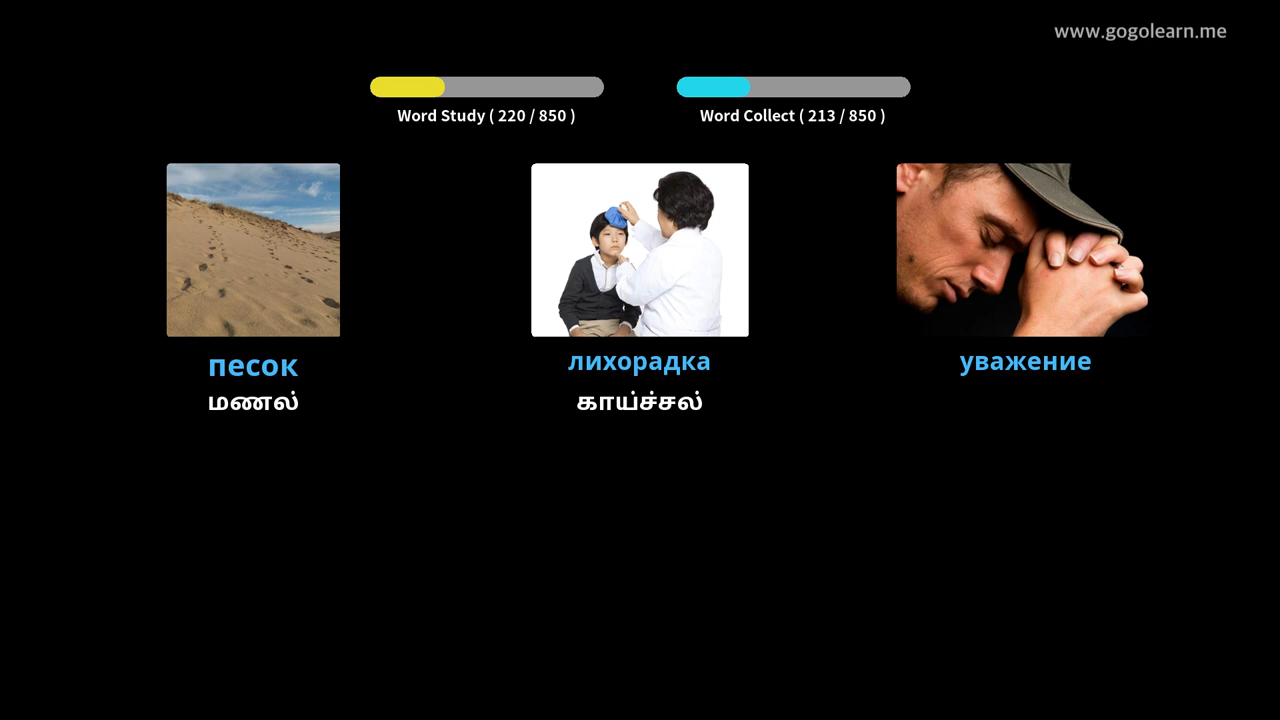 www.gogolearn.me
Word Study ( 220 / 850 )
Word Collect ( 213 / 850 )
песок
மணல்
лихорадка
காய்ச்சல்
уважение